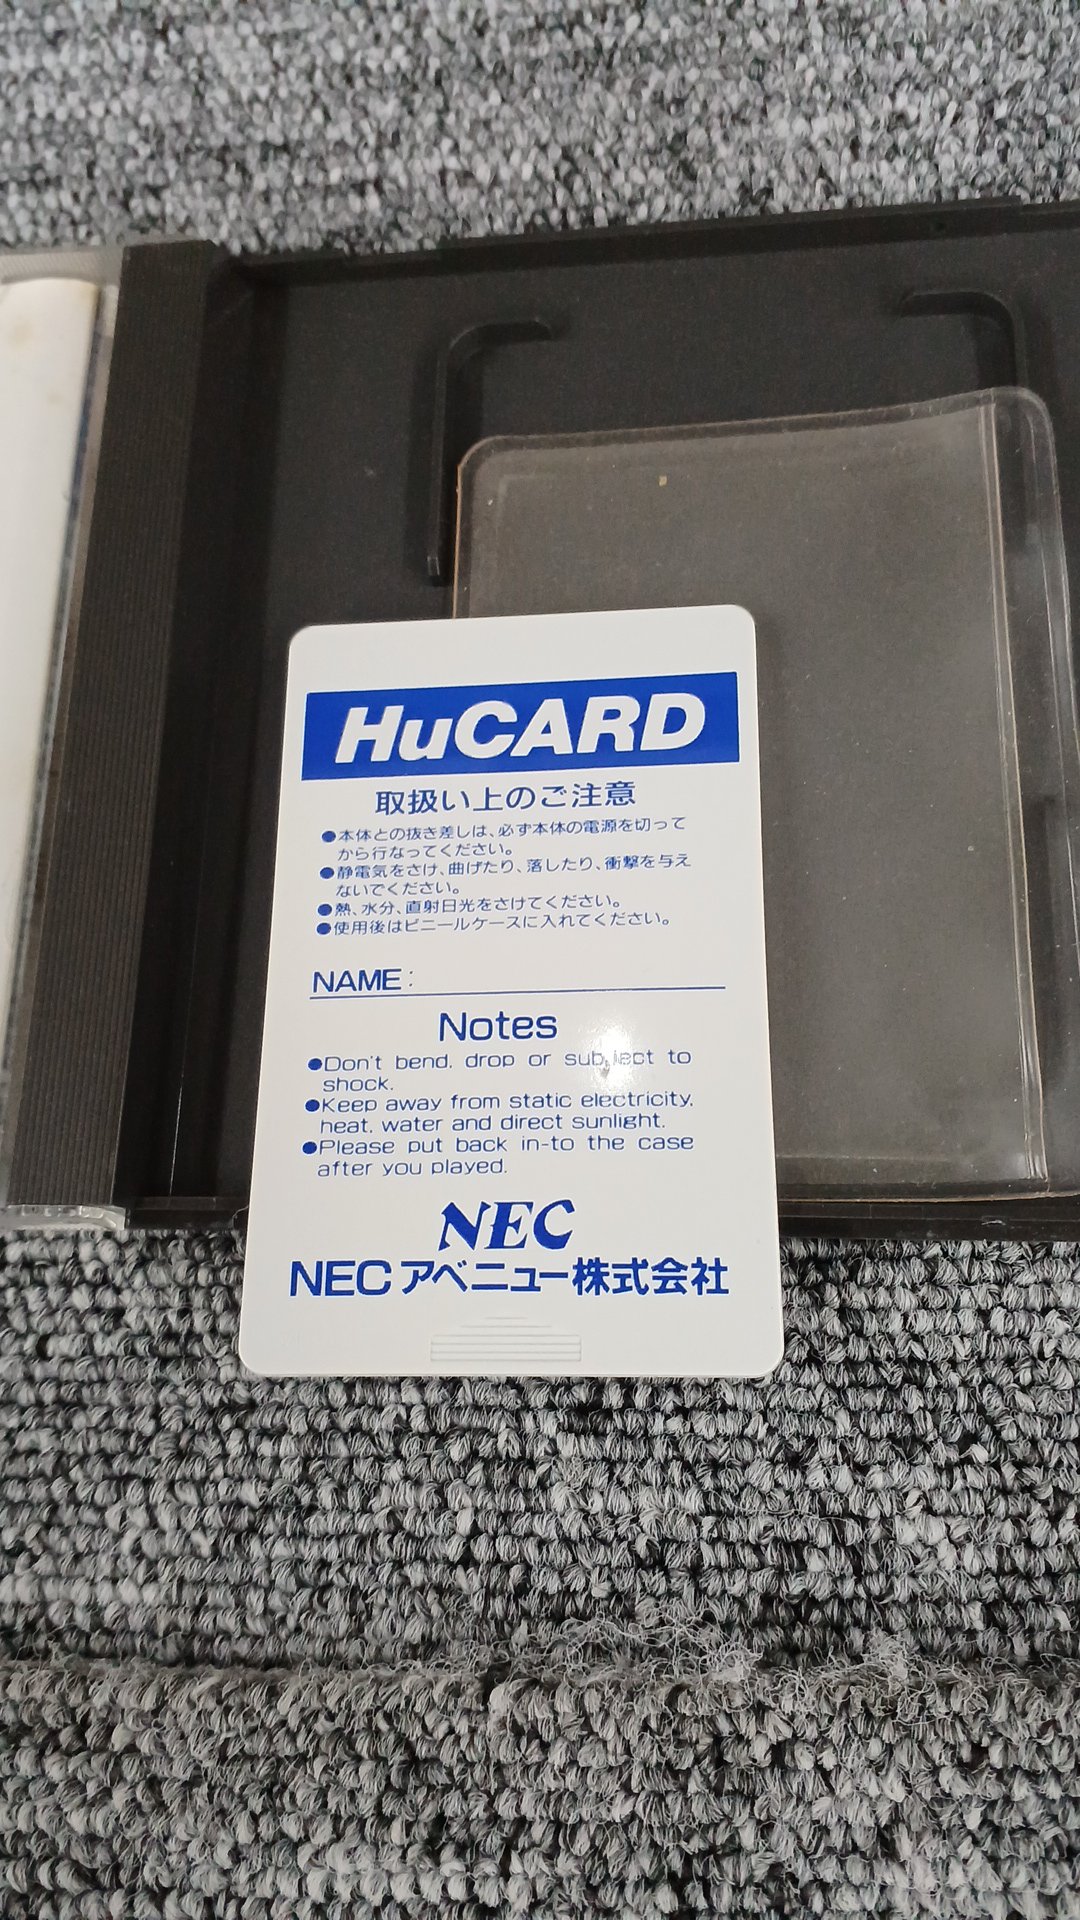 HuCARD
取扱い上のご注意
●本体との抜き差しは、必ず本体の電源を切って
から行なってください。
●静電気をさけ、曲げたり、落したり、衝撃を与え
ないでください。
●熱、水分、直射日光をさけてください。
●使用後はビニールケースに入れてください。
NAME:
Notes
●Don't bend, drop or subject to
shock.
●Keep away from static electricity,
heat, water and direct sunlight.
●Please put back in-to the case
after you played.
NEC
NECアベニュー株式会社